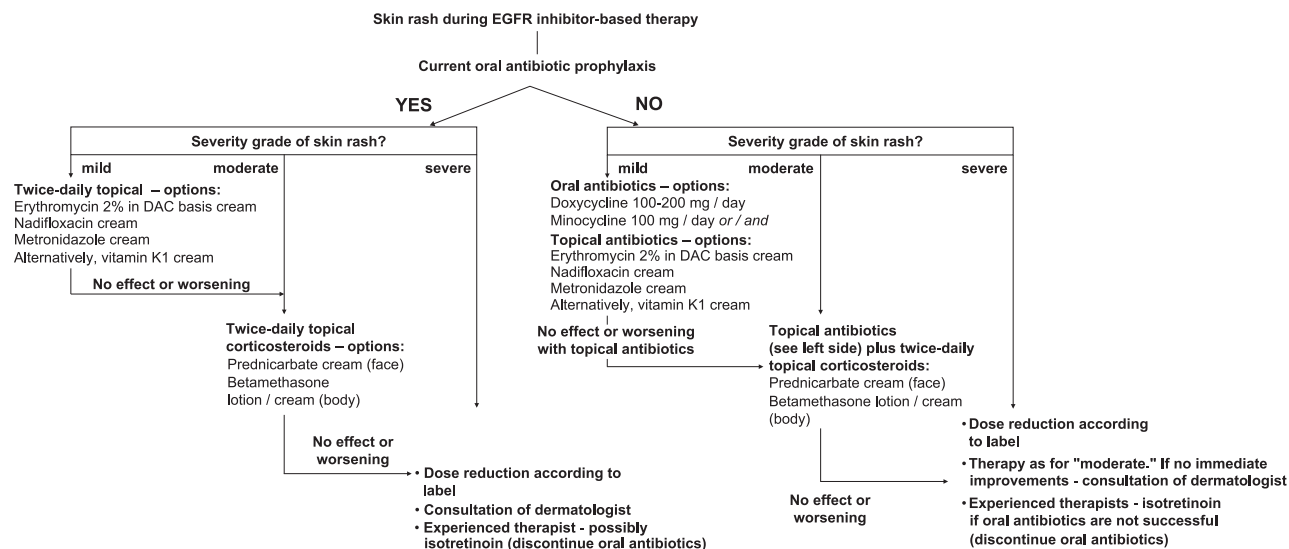 Skin rash during EGFR inhibitor-based therapy
Current oral antibiotic prophylaxis
YES
NO
Severity grade of skin rash?
mild
moderate
severe
Twice-daily topical – options:
Erythromycin 2% in DAC basis cream
Nadifloxacin cream
Metronidazole cream
Alternatively, vitamin K1 cream
No effect or worsening
Twice-daily topical
corticosteroids – options:
Prednicarbate cream (face)
Betamethasone
lotion / cream (body)
No effect or
worsening
• Dose reduction according to
label
• Consultation of dermatologist
• Experienced therapist - possibly
isotretinoin (discontinue oral antibiotics)
Severity grade of skin rash?
mild
moderate
severe
Oral antibiotics – options:
Doxycycline 100-200 mg / day
Minocycline 100 mg / day or / and
Topical antibiotics – options:
Erythromycin 2% in DAC basis cream
Nadifloxacin cream
Metronidazole cream
Alternatively, vitamin K1 cream
No effect or worsening
with topical antibiotics
Topical antibiotics
(see left side) plus twice-daily
topical corticosteroids:
Prednicarbate cream (face)
Betamethasone lotion / cream
(body)
No effect or
worsening
• Dose reduction according
to label
• Therapy as for "moderate." If no immediate
improvements - consultation of dermatologist
• Experienced therapists - isotretinoin
if oral antibiotics are not successful
(discontinue oral antibiotics)